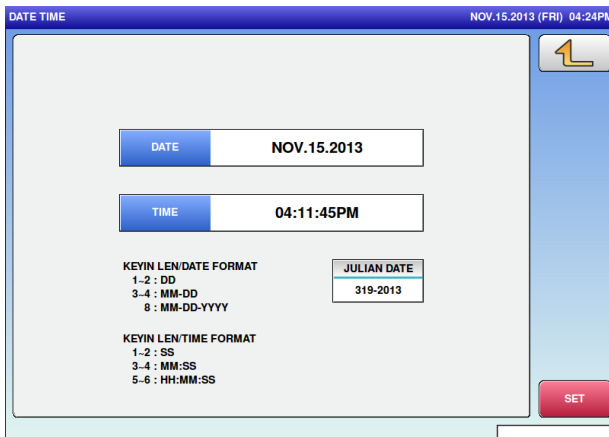 DATE TIME
NOV.15.2013 (FRI) 04:24PM
DATE
NOV.15.2013
TIME
04:11:45PM
KEYIN LEN/DATE FORMAT
1~2 : DD
3~4 : MM-DD
8 : MM-DD-YYYY
JULIAN DATE
319-2013
KEYIN LEN/TIME FORMAT
1~2 : SS
3~4 : MM:SS
5~6 : HH:MM:SS
SET